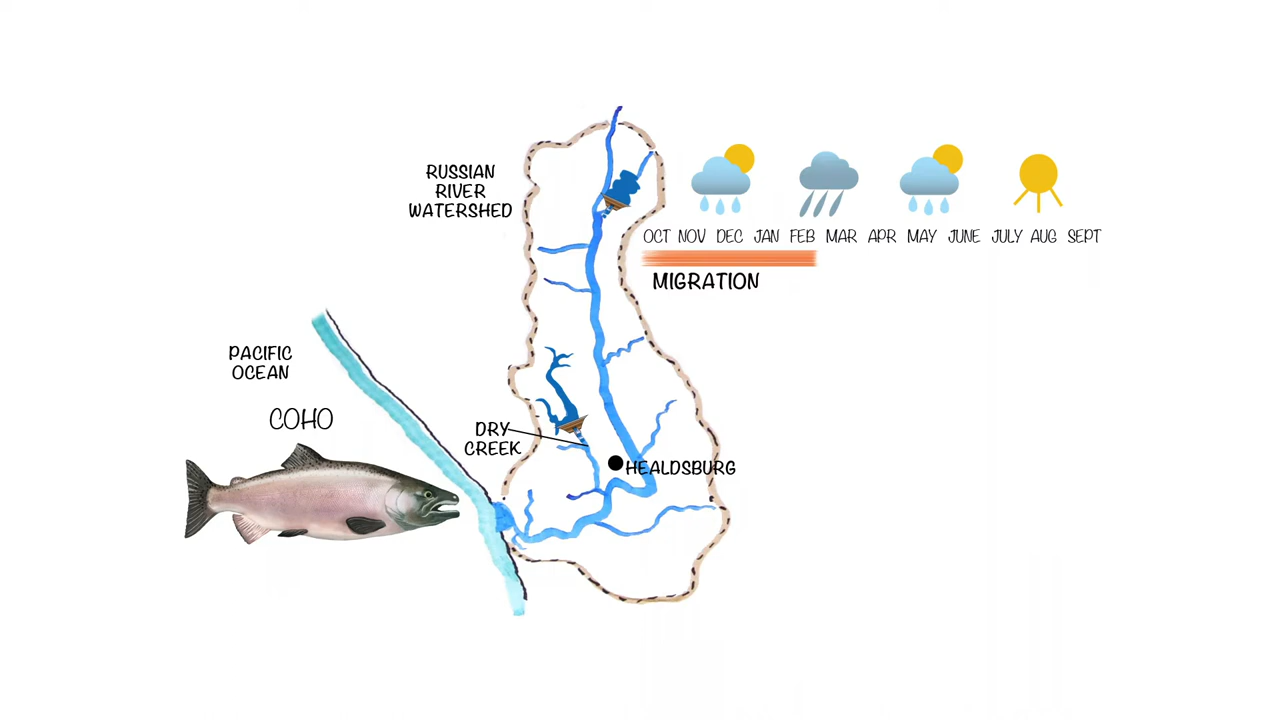 RUSSIAN
RIVER
WATERSHED
OCT NOV DEC JAN FEB MAR APR MAY JUNE JULY AUG SEPT
MIGRATION
PACIFIC
OCEAN
COHO
DRY
CREEK
HEALDSBURG